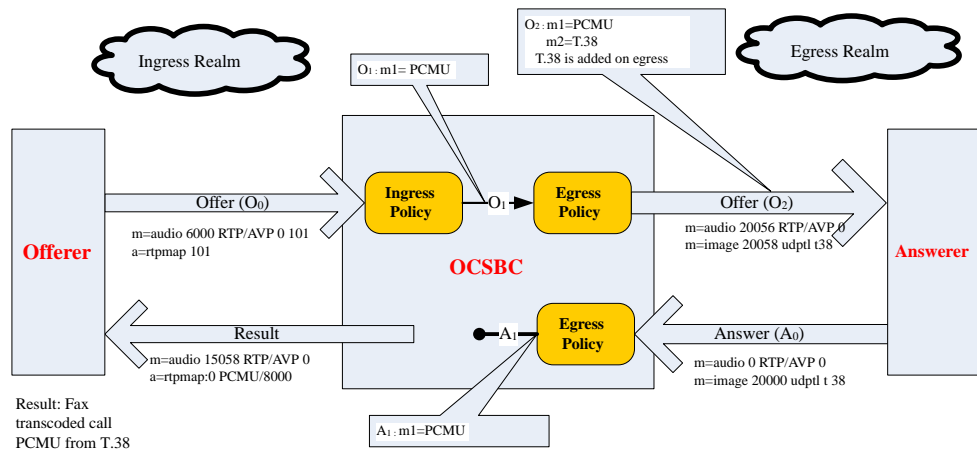 Ingress Realm
Egress Realm
O₁ : m1= PCMU
O₂ : m1=PCMU
m2=T.38
T.38 is added on egress
Offerer
Offer (O₀)
m=audio 6000 RTP/AVP 0 101
a=rtpmap 101
Ingress
Policy
O₁
Egress
Policy
Offer (O₂)
m=audio 20056 RTP/AVP 0
m=image 20058 udptl t38
Answerer
OCSBC
Result
m=audio 15058 RTP/AVP 0
a=rtpmap:0 PCMU/8000
A₁
Egress
Policy
Answer (A₀)
m=audio 0 RTP/AVP 0
m=image 20000 udptl t 38
Result: Fax
transcoded call
PCMU from T.38
A₁ : m1=PCMU